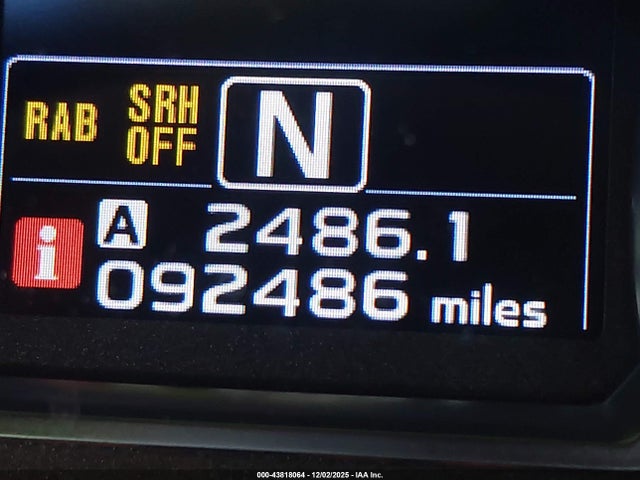 RAB SRH OFF N
A 2486.1
i 092486 miles
000-43818064 - 12/02/2025 - IAA Inc.